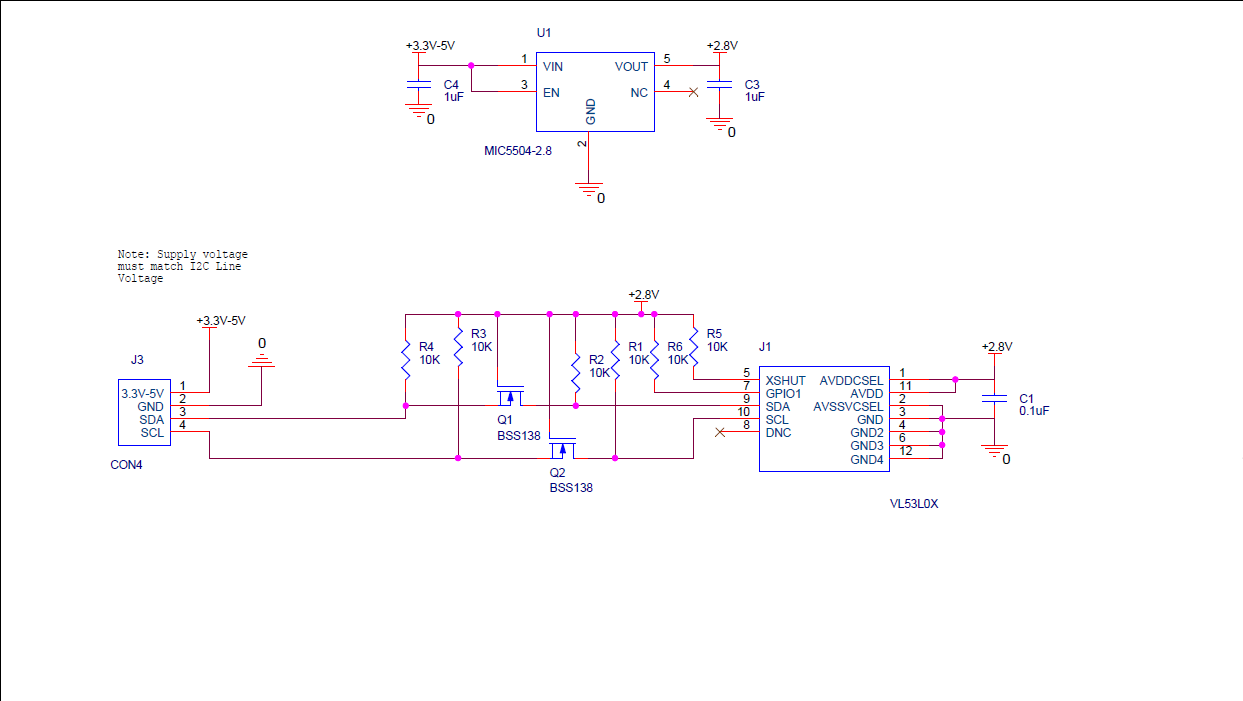 U1
+3.3V-5V
+2.8V
1
VIN
VOUT
5
3
EN
NC
4
C4
1uF
C3
1uF
GND
2
0
0
MIC5504-2.8
0
Note: Supply voltage
must match I2C Line
Voltage
+3.3V-5V
0
J3
3.3V-5V
1
GND
2
SDA
3
SCL
4
CON4
+2.8V
R4
10K
R3
10K
R2
10K
R1
10K
R6
10K
R5
10K
Q1
BSS138
Q2
BSS138
J1
5
XSHUT
7
GPIO1
9
SDA
10
SCL
8
DNC
AVDDCSEL
1
AVDD
11
AVSSVCSEL
2
GND
3
GND2
4
GND3
6
GND4
12
VL53L0X
+2.8V
C1
0.1uF
0